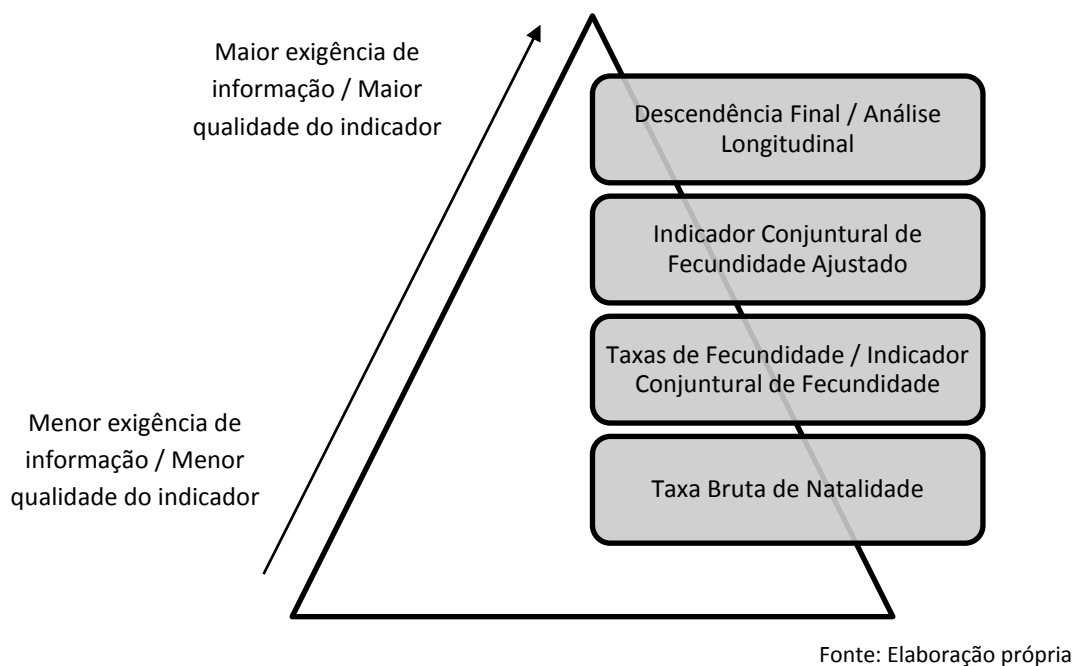 Maior exigência de
informação / Maior
qualidade do indicador
Descendência Final / Análise
Longitudinal
Indicador Conjuntural de
Fecundidade Ajustado
Taxas de Fecundidade / Indicador
Conjuntural de Fecundidade
Menor exigência de
informação / Menor
qualidade do indicador
Taxa Bruta de Natalidade
Fonte: Elaboração própria